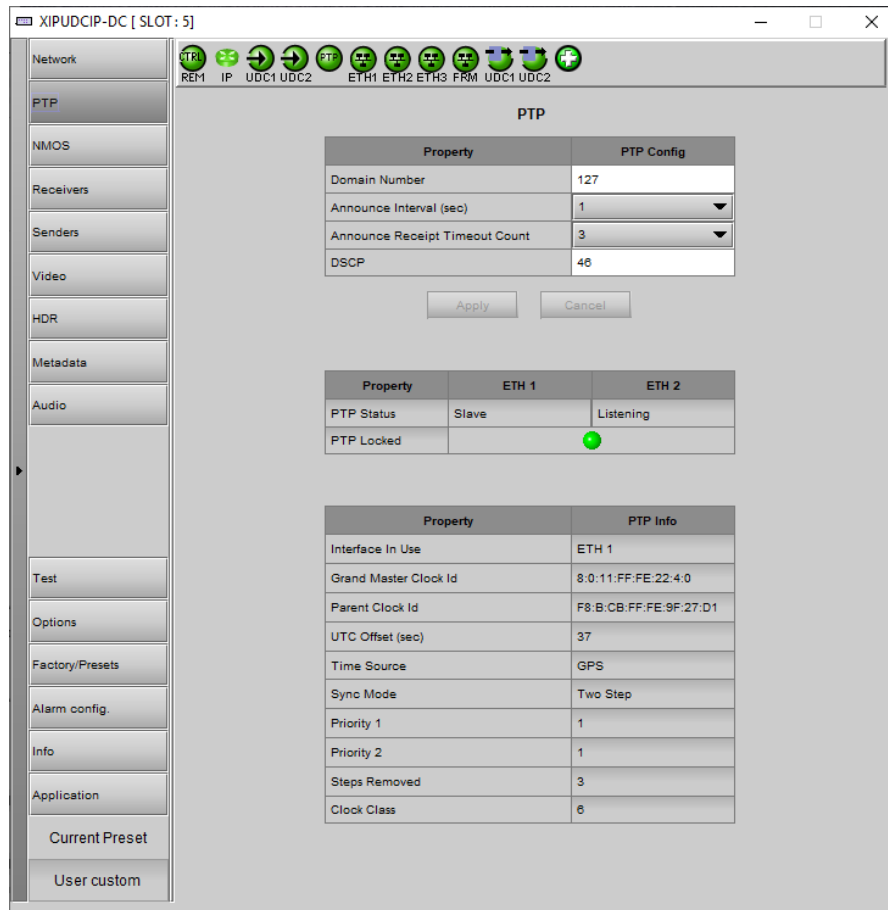 XIPUDCIP-DC [ SLOT : 5]
Network
PTP
NMOS
Receivers
Senders
Video
HDR
Metadata
Audio
Test
Options
Factory/Presets
Alarm config.
Info
Application
Current Preset
User custom
CTRL PTP
REM IP UDC1 UDC2 ETH1 ETH2 ETH3 FRM UDC1 UDC2
PTP
Property PTP Config
Domain Number 127
Announce Interval (sec) 1
Announce Receipt Timeout Count 3
DSCP 46
Apply Cancel
Property ETH 1 ETH 2
PTP Status Slave Listening
PTP Locked
Property PTP Info
Interface In Use ETH 1
Grand Master Clock Id 8:0:11:FF:FE:22:4:0
Parent Clock Id F8:B:CB:FF:FE:9F:27:D1
UTC Offset (sec) 37
Time Source GPS
Sync Mode Two Step
Priority 1 1
Priority 2 1
Steps Removed 3
Clock Class 6